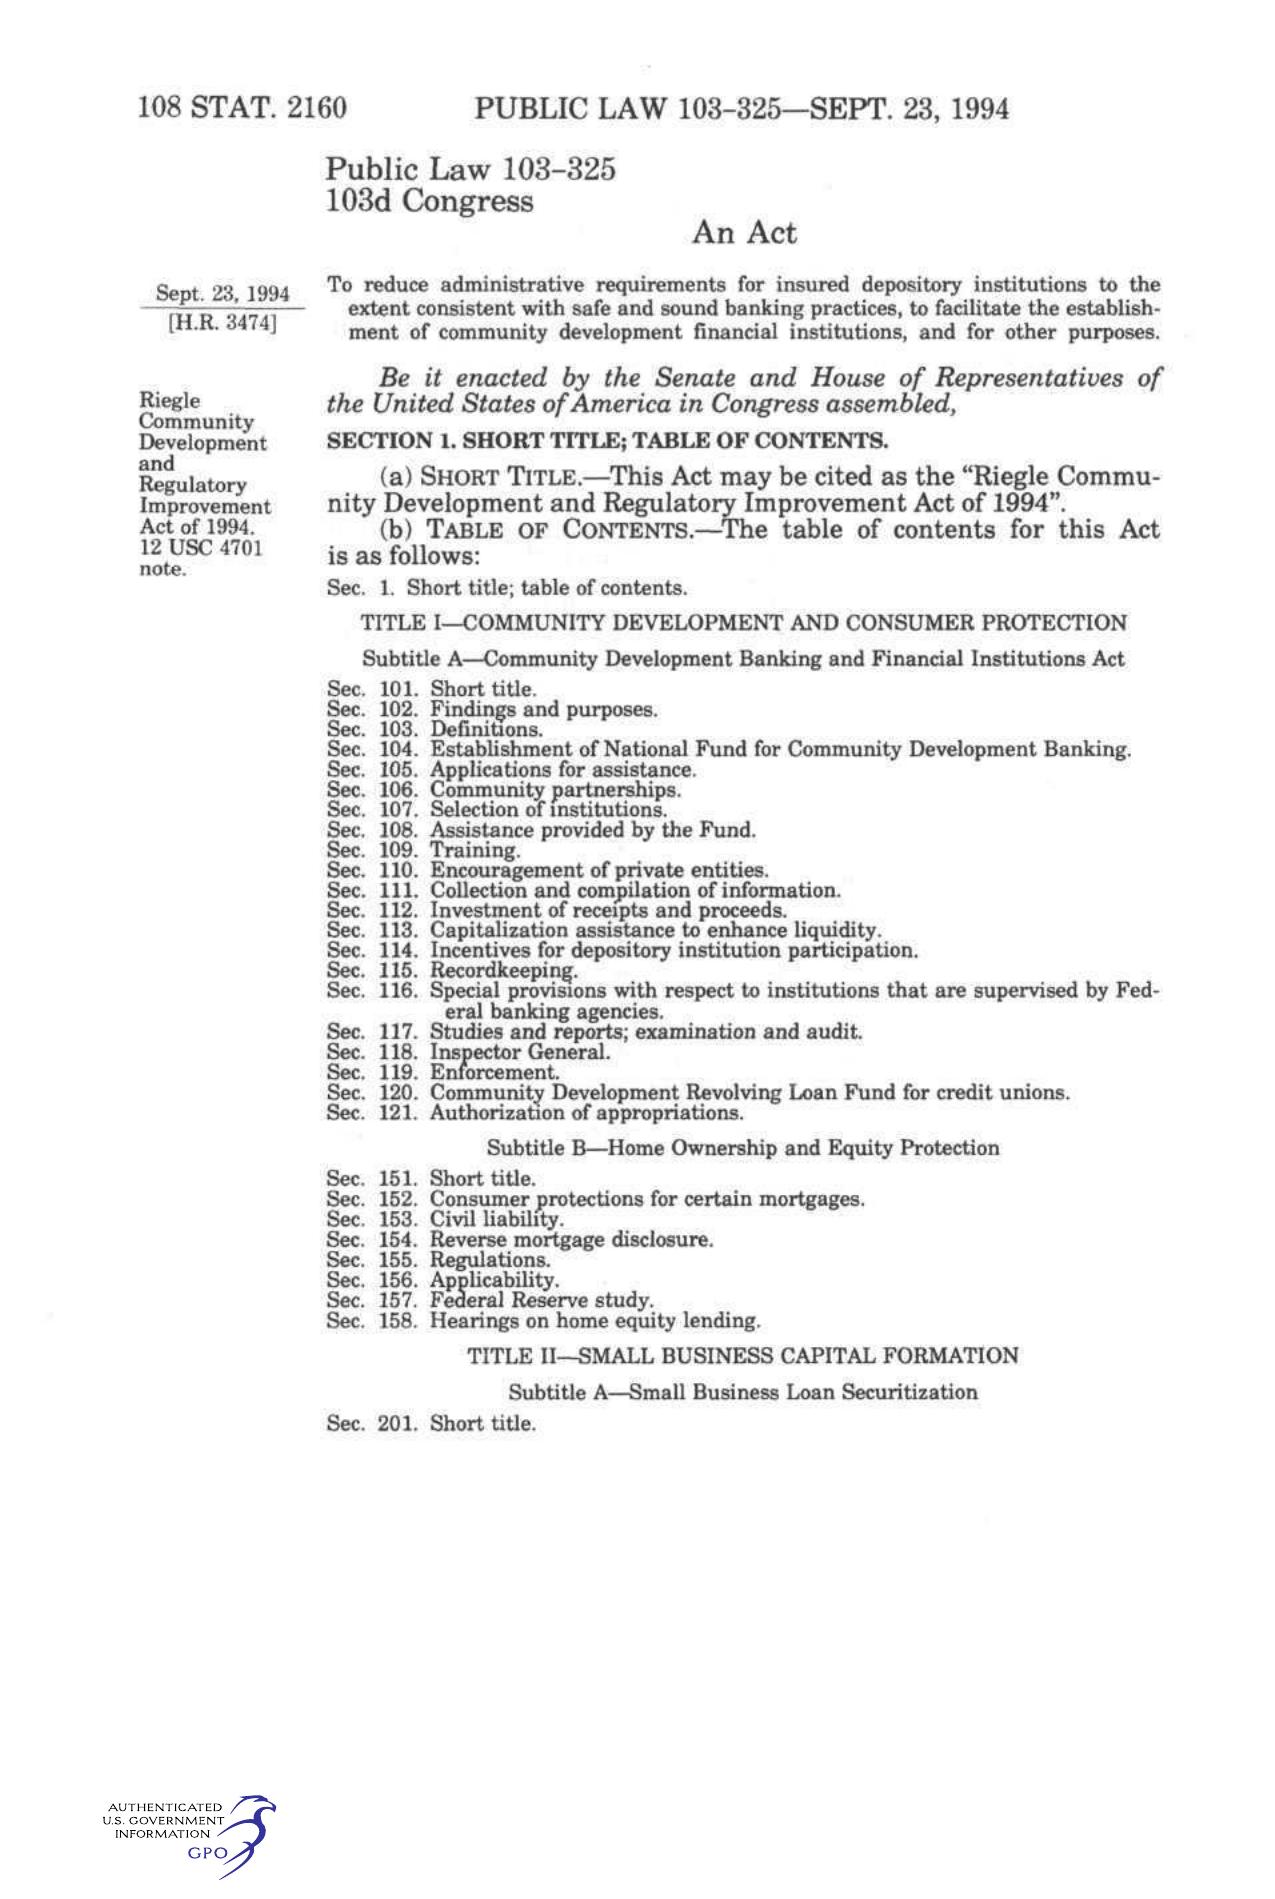 108 STAT. 2160 PUBLIC LAW 103–325—SEPT. 23, 1994
Public Law 103–325
103d Congress
An Act
Sept. 23, 1994
[H.R. 3474]
To reduce administrative requirements for insured depository institutions to the
extent consistent with safe and sound banking practices, to facilitate the establish-
ment of community development financial institutions, and for other purposes.
Be it enacted by the Senate and House of Representatives of
the United States of America in Congress assembled,
Riegle
Community
Development
and
Regulatory
Improvement
Act of 1994.
12 USC 4701
note.
SECTION 1. SHORT TITLE; TABLE OF CONTENTS.
(a) SHORT TITLE.—This Act may be cited as the “Riegle Commu-
nity Development and Regulatory Improvement Act of 1994”.
(b) TABLE OF CONTENTS.—The table of contents for this Act
is as follows:
Sec. 1. Short title; table of contents.
TITLE I—COMMUNITY DEVELOPMENT AND CONSUMER PROTECTION
Subtitle A—Community Development Banking and Financial Institutions Act
Sec. 101. Short title.
Sec. 102. Findings and purposes.
Sec. 103. Definitions.
Sec. 104. Establishment of National Fund for Community Development Banking.
Sec. 105. Applications for assistance.
Sec. 106. Community partnerships.
Sec. 107. Selection of institutions.
Sec. 108. Assistance provided by the Fund.
Sec. 109. Training.
Sec. 110. Encouragement of private entities.
Sec. 111. Collection and compilation of information.
Sec. 112. Investment of receipts and proceeds.
Sec. 113. Capitalization assistance to enhance liquidity.
Sec. 114. Incentives for depository institution participation.
Sec. 115. Recordkeeping.
Sec. 116. Special provisions with respect to institutions that are supervised by Fed-
eral banking agencies.
Sec. 117. Studies and reports; examination and audit.
Sec. 118. Inspector General.
Sec. 119. Enforcement.
Sec. 120. Community Development Revolving Loan Fund for credit unions.
Sec. 121. Authorization of appropriations.
Subtitle B—Home Ownership and Equity Protection
Sec. 151. Short title.
Sec. 152. Consumer protections for certain mortgages.
Sec. 153. Civil liability.
Sec. 154. Reverse mortgage disclosure.
Sec. 155. Regulations.
Sec. 156. Applicability.
Sec. 157. Federal Reserve study.
Sec. 158. Hearings on home equity lending.
TITLE II—SMALL BUSINESS CAPITAL FORMATION
Subtitle A—Small Business Loan Securitization
Sec. 201. Short title.
AUTHENTICATED
U.S. GOVERNMENT
INFORMATION
GPO